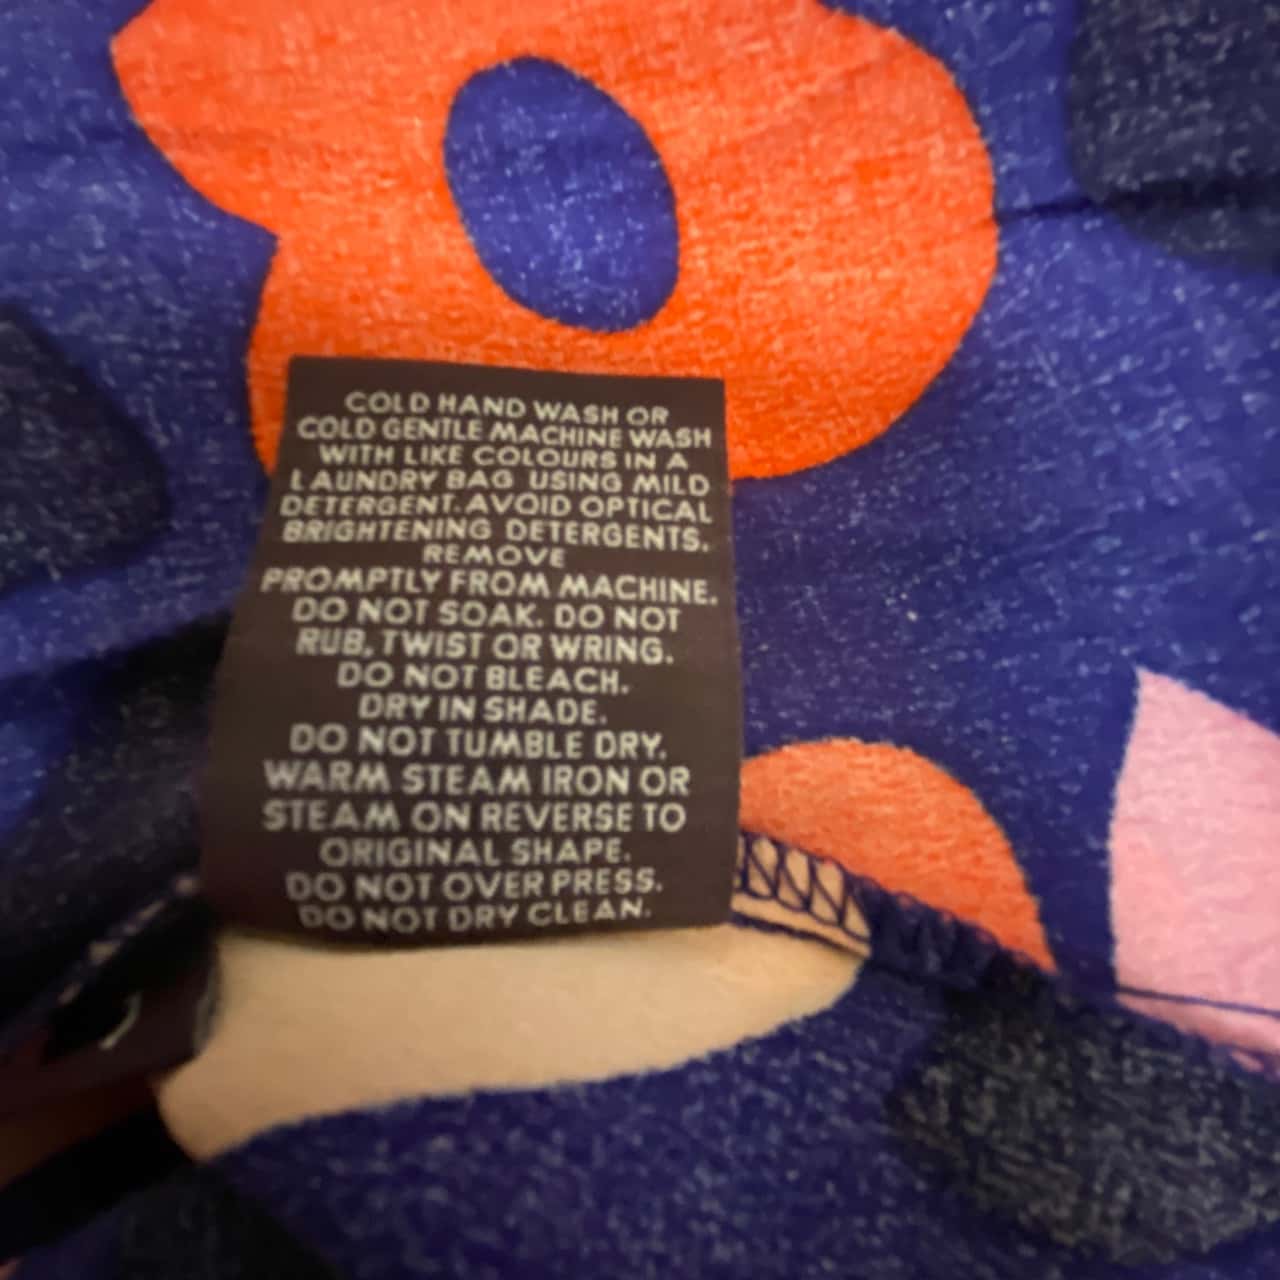 COLD HAND WASH OR
COLD GENTLE MACHINE WASH
WITH LIKE COLOURS IN A
LAUNDRY BAG USING MILD
DETERGENT. AVOID OPTICAL
BRIGHTENING DETERGENTS.
REMOVE
PROMPTLY FROM MACHINE.
DO NOT SOAK. DO NOT
RUB, TWIST OR WRING.
DO NOT BLEACH.
DRY IN SHADE.
DO NOT TUMBLE DRY.
WARM STEAM IRON OR
STEAM ON REVERSE TO
ORIGINAL SHAPE.
DO NOT OVER PRESS.
DO NOT DRY CLEAN.